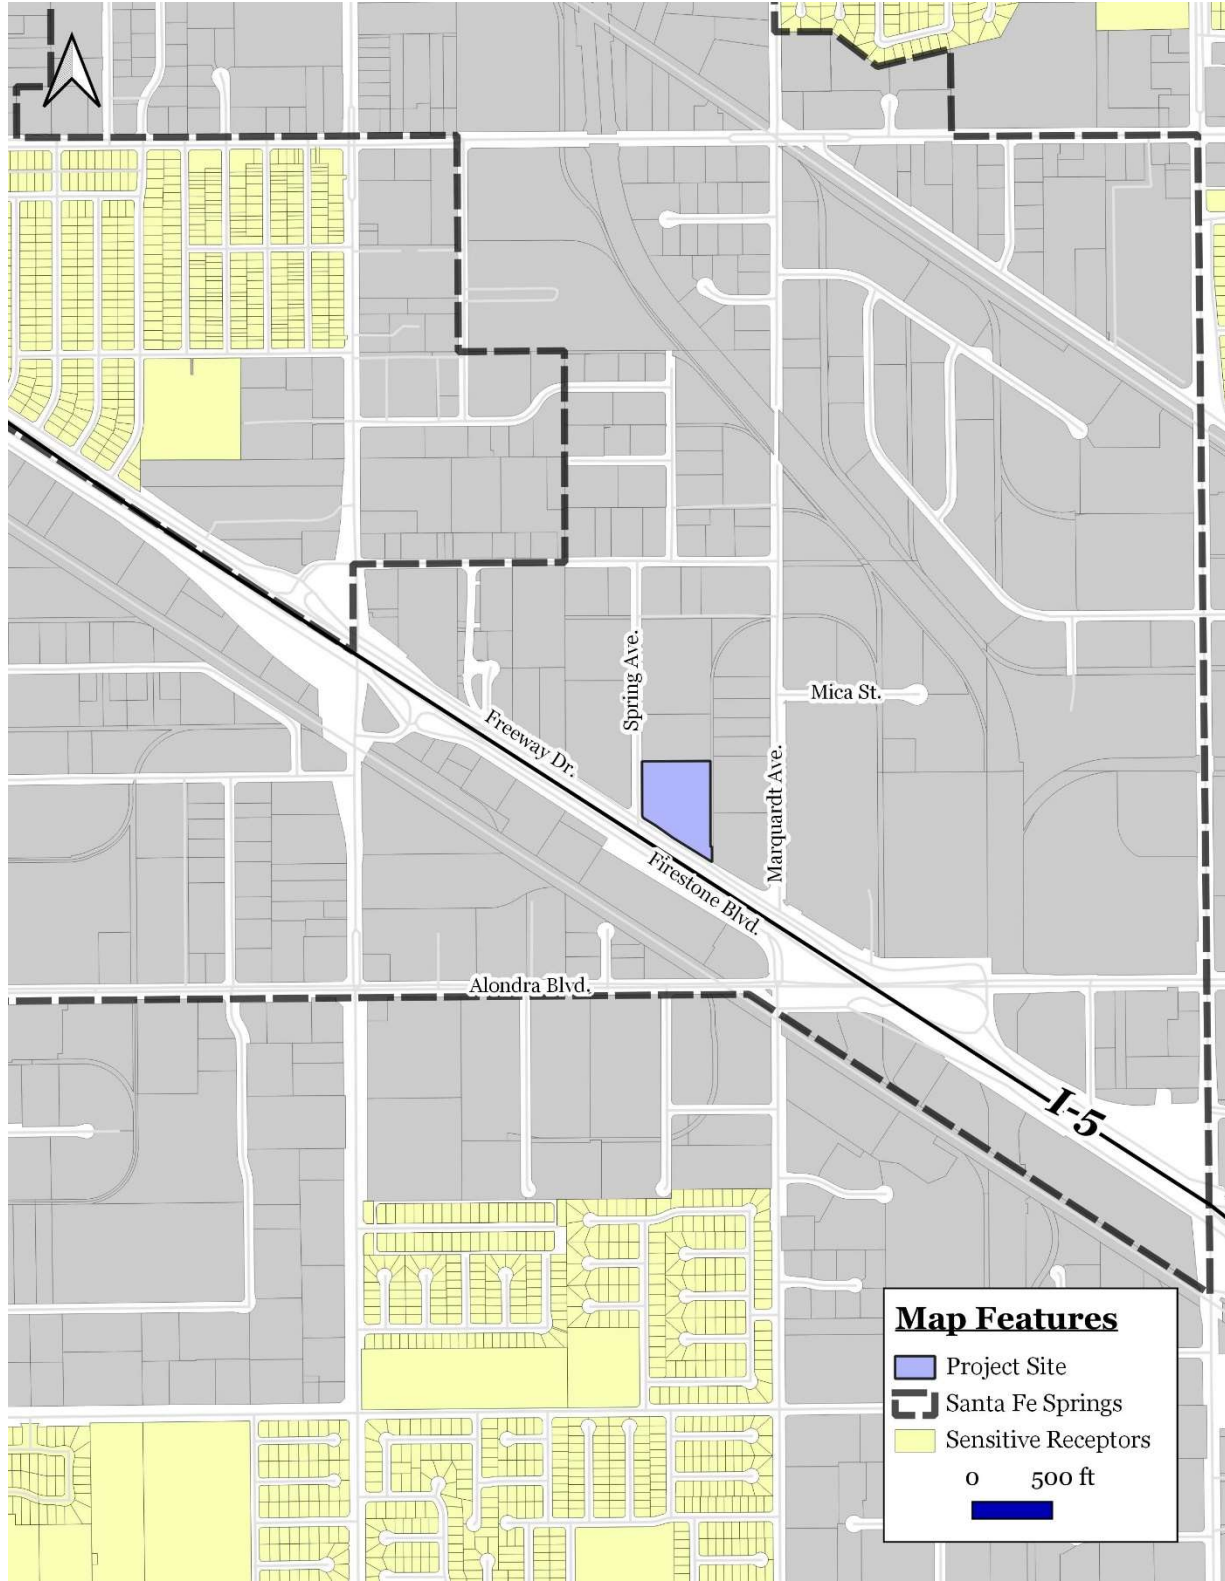 Spring Ave.
Mica St.
Freeway Dr.
Marquardt Ave.
Firestone Blvd.
Alondra Blvd.
I-5
Map Features
Project Site
Santa Fe Springs
Sensitive Receptors
0 500 ft